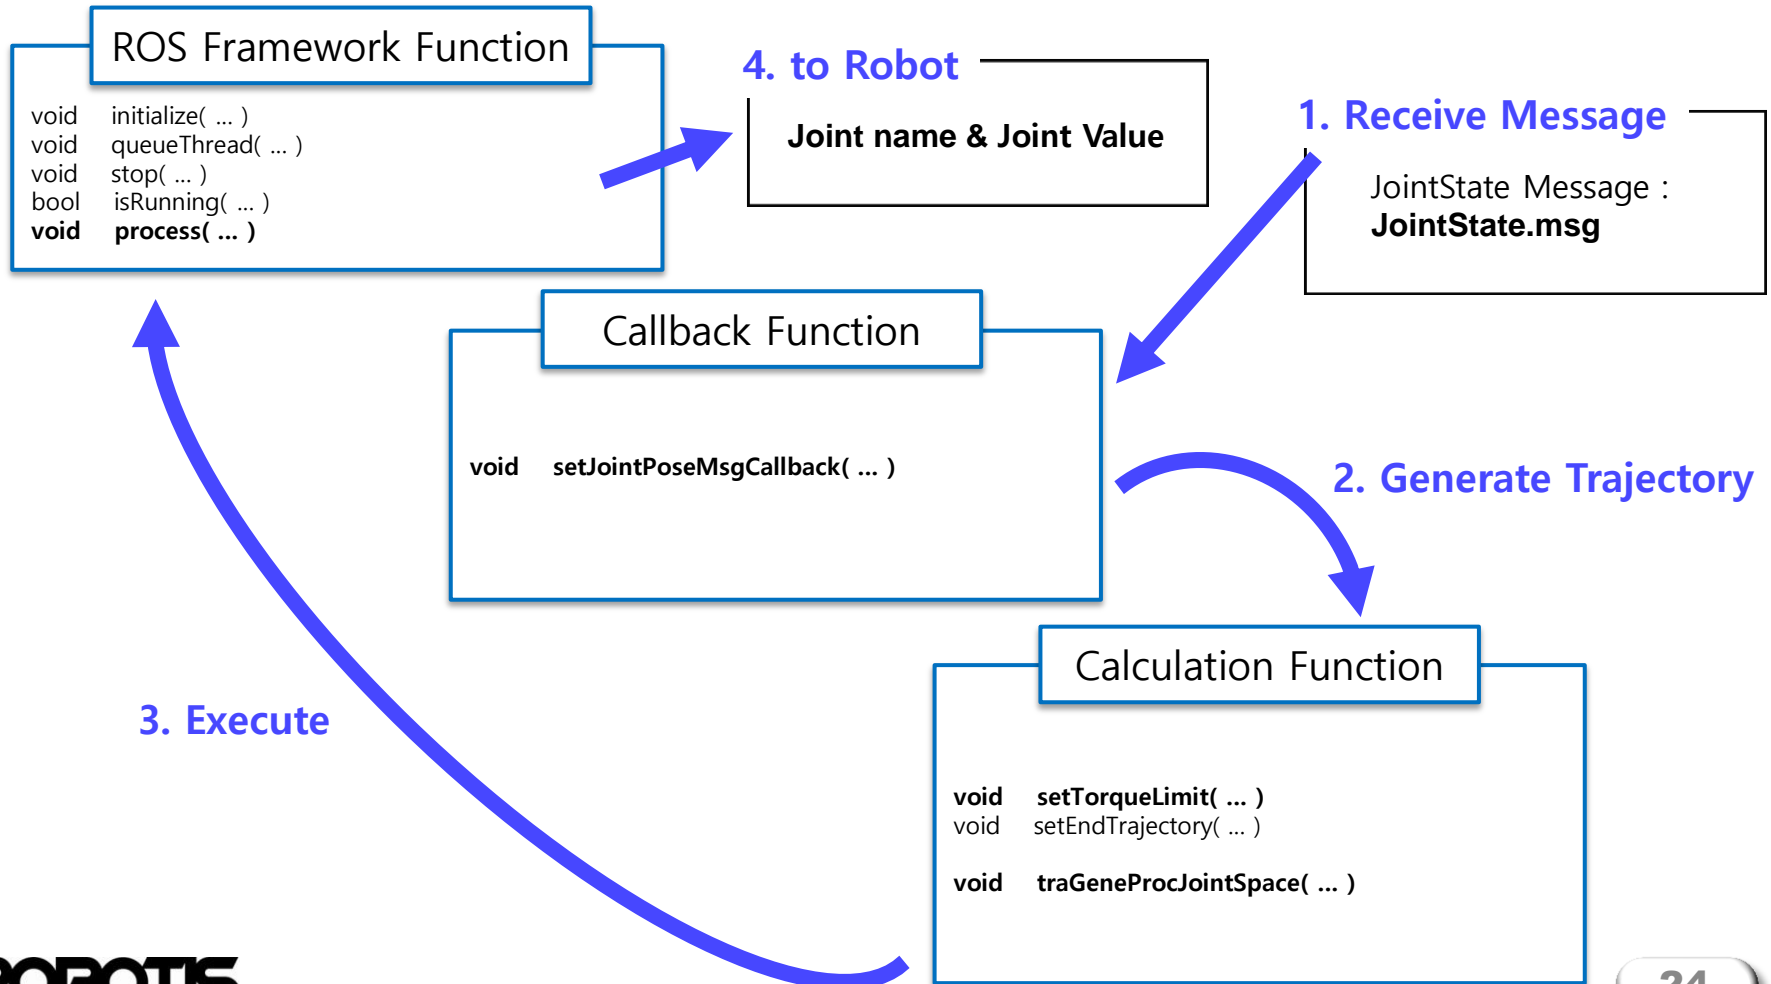 ROS Framework Function
void initialize( ... )
void queueThread( ... )
void stop( ... )
bool isRunning( ... )
void process( ... )
4. to Robot
Joint name & Joint Value
1. Receive Message
JointState Message :
JointState.msg
Callback Function
void setJointPoseMsgCallback( ... )
2. Generate Trajectory
Calculation Function
void setTorqueLimit( ... )
void setEndTrajectory( ... )
void traGeneProcJointSpace( ... )
3. Execute
ROBOTIS
24